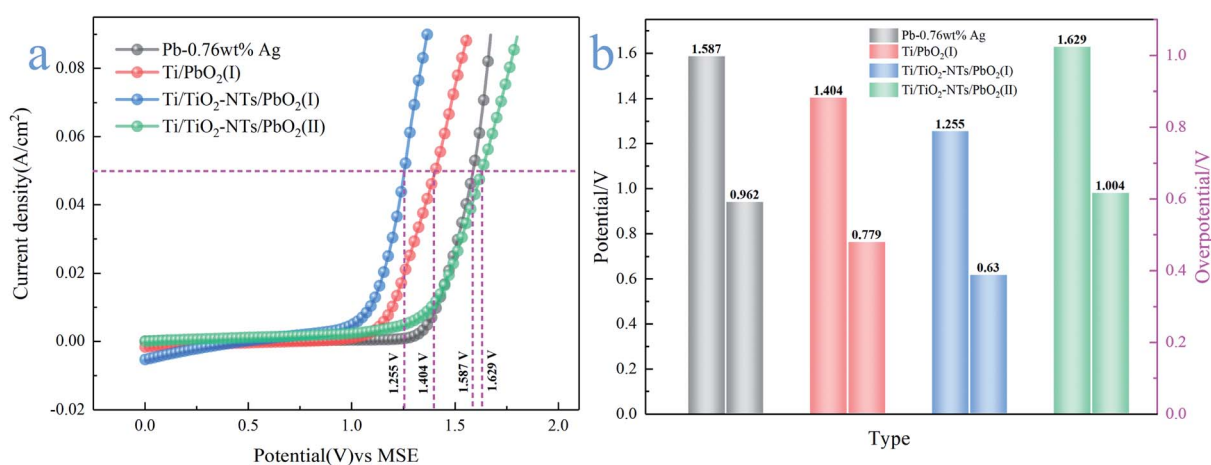 a
Pb-0.76wt% Ag
Ti/PbO2(I)
Ti/TiO2-NTs/PbO2(I)
Ti/TiO2-NTs/PbO2(II)
Current density(A/cm2)
0.08
0.06
0.04
0.02
0.00
-0.02
1.255 V
1.404 V
1.587 V
1.629 V
0.0
0.5
1.0
1.5
2.0
Potential(V)vs MSE
b
Pb-0.76wt% Ag
Ti/PbO2(I)
Ti/TiO2-NTs/PbO2(I)
Ti/TiO2-NTs/PbO2(II)
Potential/V
1.6
1.4
1.2
1.0
0.8
0.6
0.4
0.2
0.0
1.587
0.962
1.404
0.779
1.255
0.63
1.629
1.004
Type
1.0
0.8
0.6
0.4
0.2
0.0
Overpotential/V